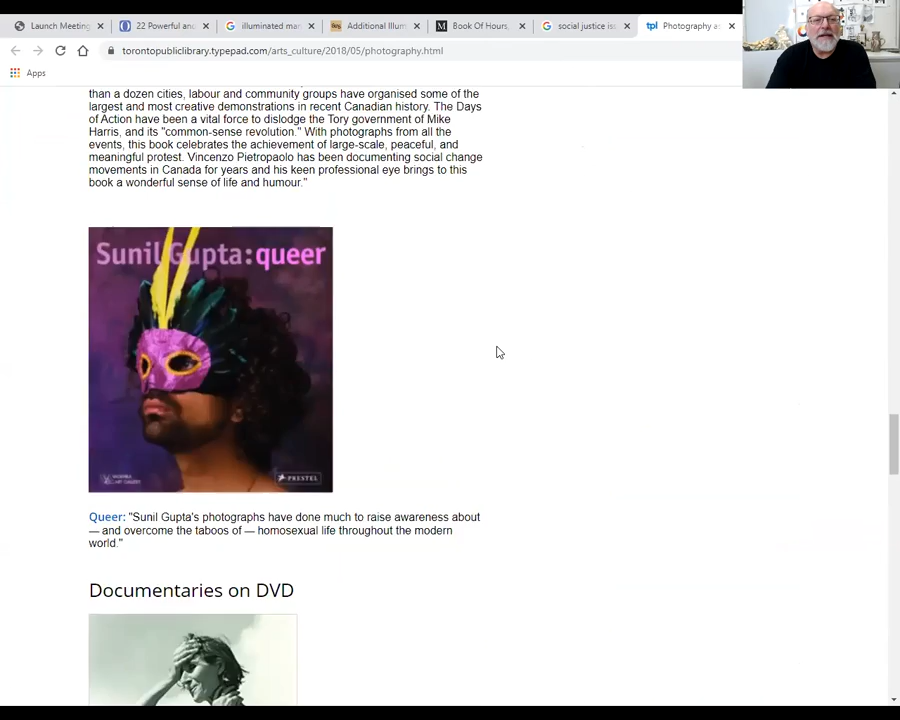 Launch Meeting
22 Powerful and
illuminated man
Additional Illum
Book Of Hours,
social justice iss
tpl Photography as
torontopubliclibrary.typepad.com/arts_culture/2018/05/photography.html
Apps
than a dozen cities, labour and community groups have organised some of the
largest and most creative demonstrations in recent Canadian history. The Days
of Action have been a vital force to dislodge the Tory government of Mike
Harris, and its "common-sense revolution." With photographs from all the
events, this book celebrates the achievement of large-scale, peaceful, and
meaningful protest. Vincenzo Pietropaolo has been documenting social change
movements in Canada for years and his keen professional eye brings to this
book a wonderful sense of life and humour."
Sunil Gupta: queer
PRESTEL
Queer: "Sunil Gupta's photographs have done much to raise awareness about
— and overcome the taboos of — homosexual life throughout the modern
world."
Documentaries on DVD